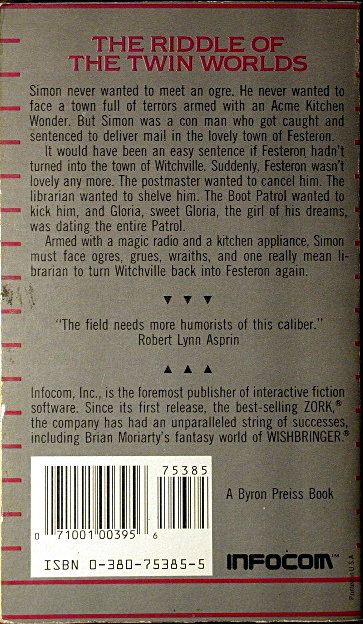 THE RIDDLE OF
THE TWIN WORLDS
Simon never wanted to meet an ogre. He never wanted to
face a town full of terrors armed with an Acme Kitchen
Wonder. But Simon was a con man who got caught and
sentenced to deliver mail in the lovely town of Festeron.
It would have been an easy sentence if Festeron hadn't
turned into the town of Witchville. Suddenly, Festeron wasn't
lovely any more. The postmaster wanted to cancel him. The
librarian wanted to shelve him. The Boot Patrol wanted to
kick him, and Gloria, sweet Gloria, the girl of his dreams,
was dating the entire Patrol.
Armed with a magic radio and a kitchen appliance, Simon
must face ogres, grues, wraiths, and one really mean li-
brarian to turn Witchville back into Festeron again.
"The field needs more humorists of this caliber."
Robert Lynn Asprin
Infocom, Inc., is the foremost publisher of interactive fiction
software. Since its first release, the best-selling ZORK,®
the company has had an unparalleled string of successes,
including Brian Moriarty's fantasy world of WISHBRINGER.®
75385
0 71001 00395 6
ISBN 0-380-75385-5
A Byron Preiss Book
INFOCOM™
Printed in U.S.A.